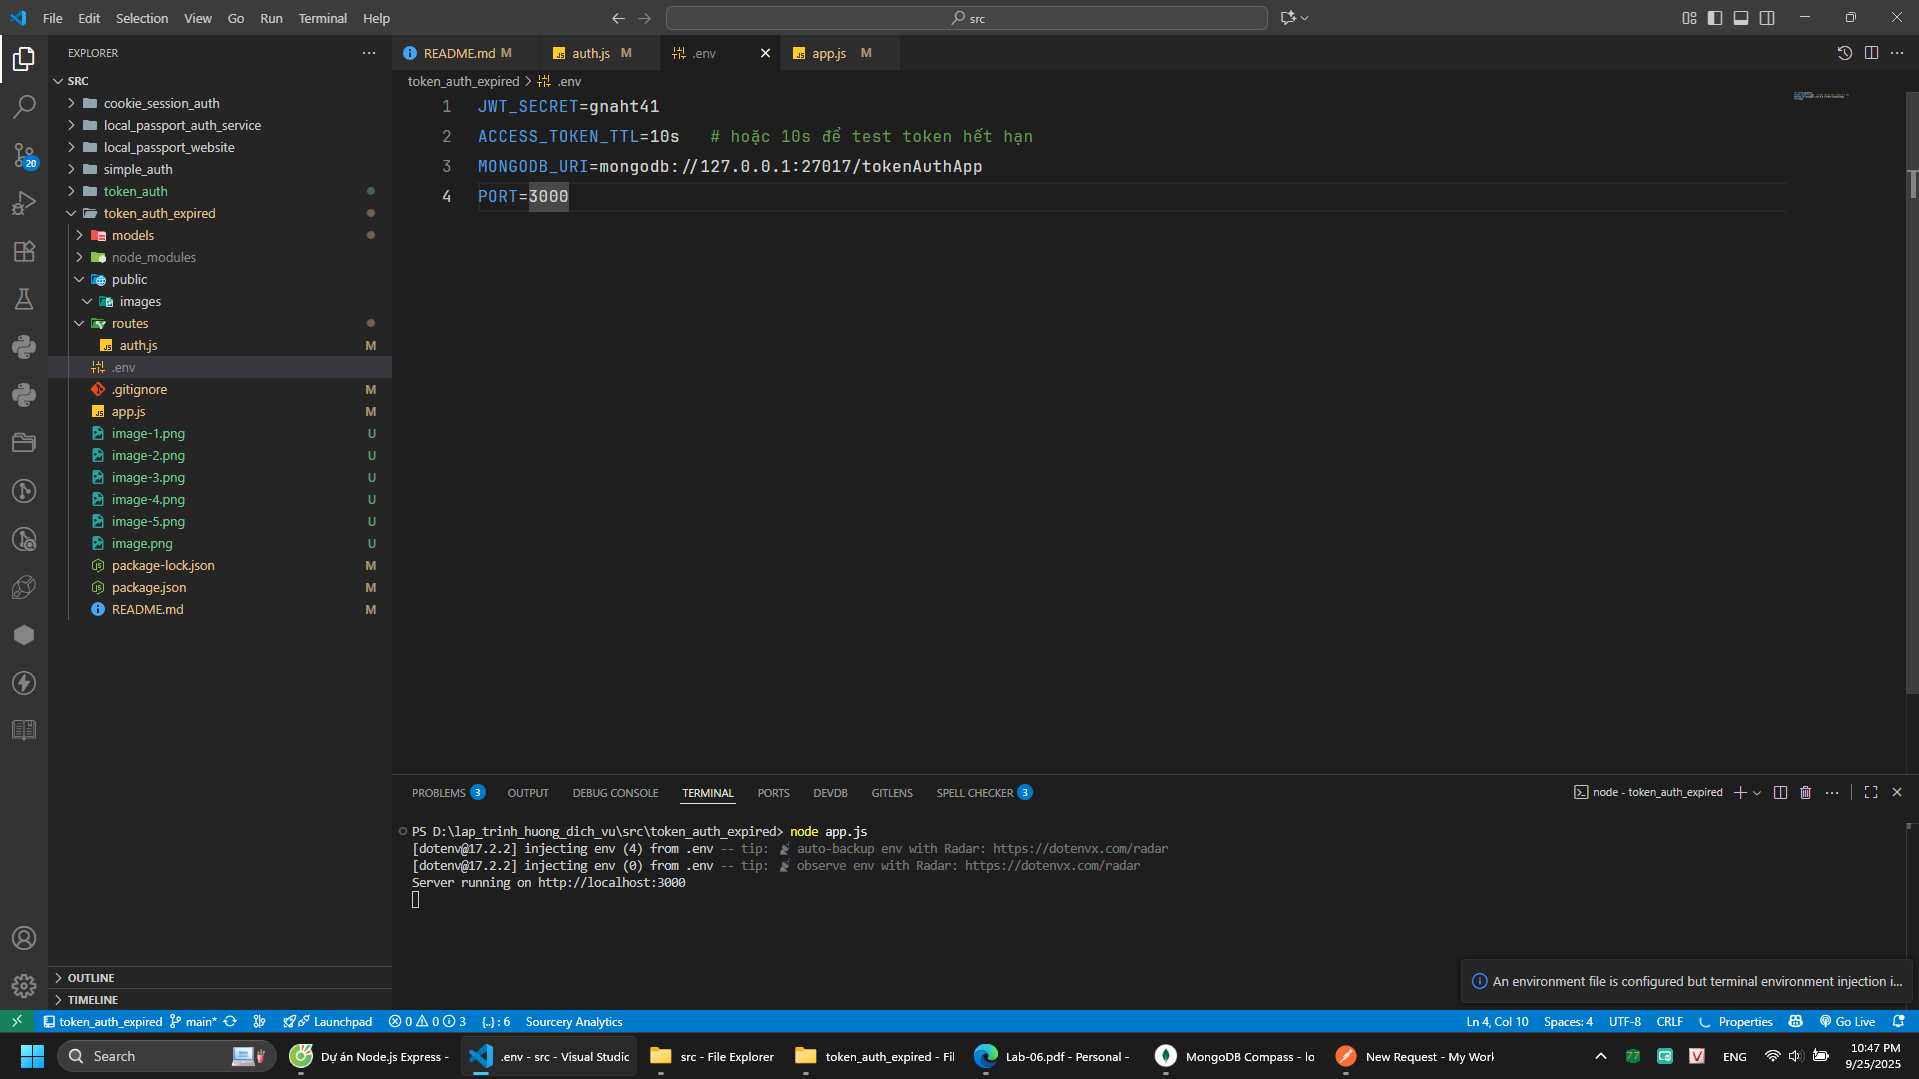 File Edit Selection View Go Run Terminal Help
src
EXPLORER
SRC
cookie_session_auth
local_passport_auth_service
local_passport_website
simple_auth
token_auth
token_auth_expired
models
node_modules
public
images
routes
auth.js M
.env
.gitignore M
app.js M
image-1.png U
image-2.png U
image-3.png U
image-4.png U
image-5.png U
image.png U
package-lock.json M
package.json M
README.md M
OUTLINE
TIMELINE
20
README.md M auth.js M .env app.js M
token_auth_expired > .env
1 JWT_SECRET=gnaht41
2 ACCESS_TOKEN_TTL=10s # hoặc 10s để test token hết hạn
3 MONGODB_URI=mongodb://127.0.0.1:27017/tokenAuthApp
4 PORT=3000
PROBLEMS 3 OUTPUT DEBUG CONSOLE TERMINAL PORTS DEVDB GITLENS SPELL CHECKER 3
node - token_auth_expired
PS D:\lap_trinh_huong_dich_vu\src\token_auth_expired> node app.js
[dotenv@17.2.2] injecting env (4) from .env -- tip: 📡 auto-backup env with Radar: https://dotenvx.com/radar
[dotenv@17.2.2] injecting env (0) from .env -- tip: 📡 observe env with Radar: https://dotenvx.com/radar
Server running on http://localhost:3000
An environment file is configured but terminal environment injection i...
token_auth_expired main* Launchpad 0 0 3 {..} : 6 Sourcery Analytics
Ln 4, Col 10 Spaces: 4 UTF-8 CRLF Properties Go Live
Search
Dự án Node.js Express -
.env - src - Visual Studio
src - File Explorer
token_auth_expired - Fil
Lab-06.pdf - Personal -
MongoDB Compass - lo
New Request - My Work
77
V
ENG
10:47 PM
9/25/2025